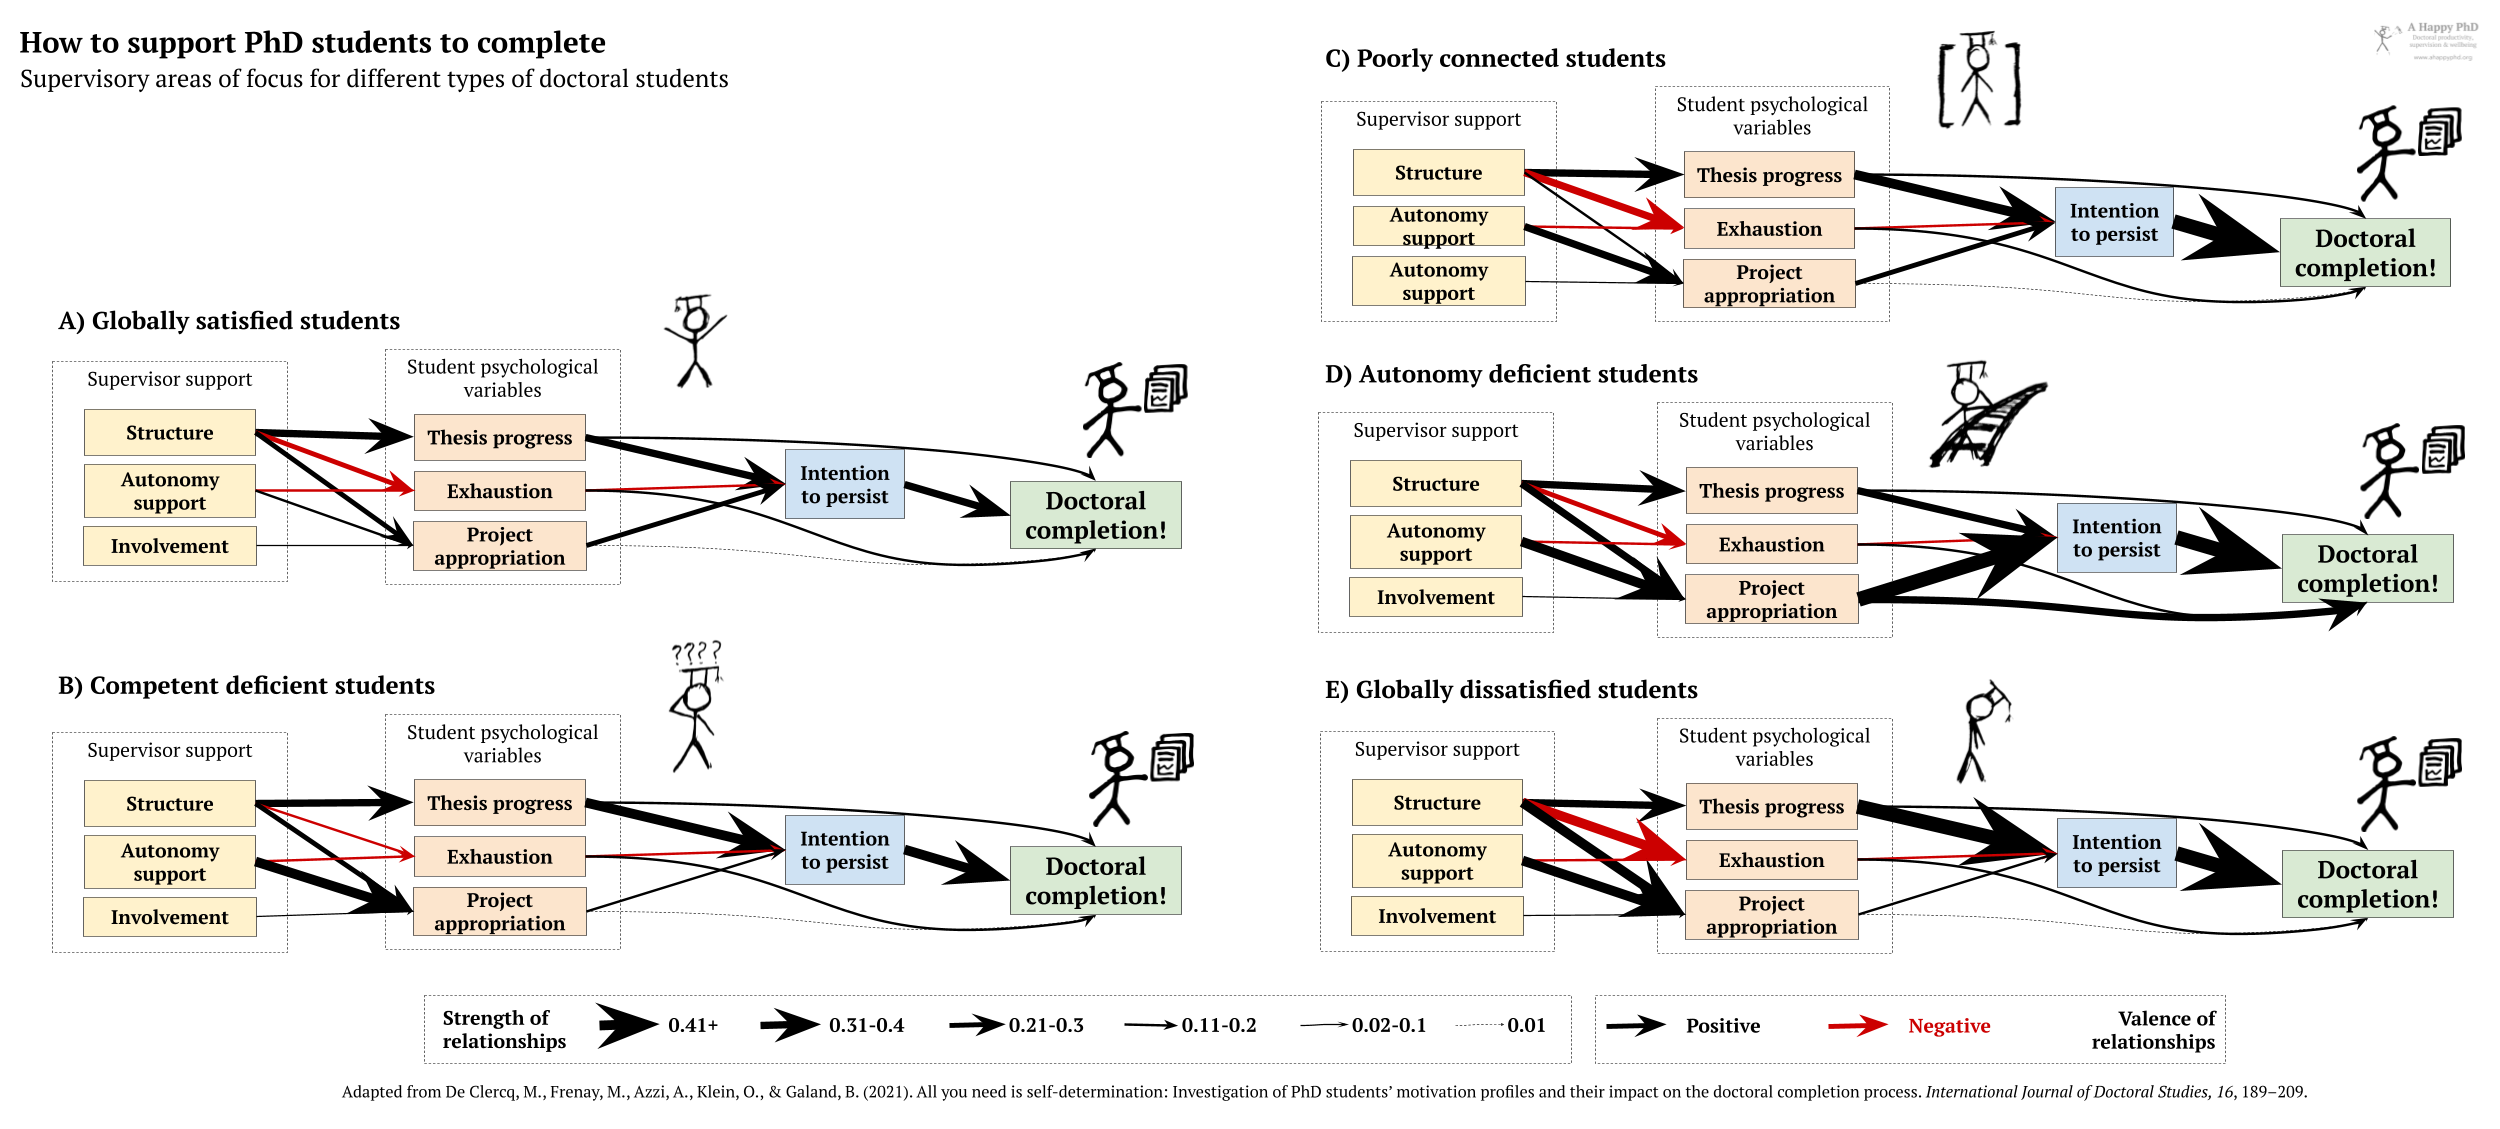 How to support PhD students to complete
Supervisory areas of focus for different types of doctoral students
A Happy PhD
Doctoral productivity,
supervision & wellbeing
www.ahappyphd.org
A) Globally satisfied students
Supervisor support
Student psychological
variables
Structure
Autonomy
support
Involvement
Thesis progress
Exhaustion
Project
appropriation
Intention
to persist
Doctoral
completion!
B) Competent deficient students
????
Supervisor support
Student psychological
variables
Structure
Autonomy
support
Involvement
Thesis progress
Exhaustion
Project
appropriation
Intention
to persist
Doctoral
completion!
C) Poorly connected students
Supervisor support
Student psychological
variables
Structure
Autonomy
support
Autonomy
support
Thesis progress
Exhaustion
Project
appropriation
Intention
to persist
Doctoral
completion!
D) Autonomy deficient students
Supervisor support
Student psychological
variables
Structure
Autonomy
support
Involvement
Thesis progress
Exhaustion
Project
appropriation
Intention
to persist
Doctoral
completion!
E) Globally dissatisfied students
Supervisor support
Student psychological
variables
Structure
Autonomy
support
Involvement
Thesis progress
Exhaustion
Project
appropriation
Intention
to persist
Doctoral
completion!
Strength of
relationships
0.41+
0.31-0.4
0.21-0.3
0.11-0.2
0.02-0.1
0.01
Positive
Negative
Valence of
relationships
Adapted from De Clercq, M., Frenay, M., Azzi, A., Klein, O., & Galand, B. (2021). All you need is self-determination: Investigation of PhD students’ motivation profiles and their impact on the doctoral completion process. International Journal of Doctoral Studies, 16, 189–209.